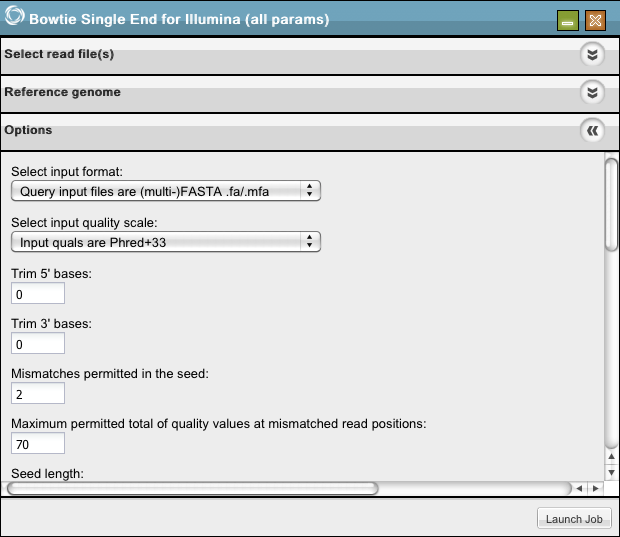 Bowtie Single End for Illumina (all params)
Select read file(s)
Reference genome
Options
Select input format:
Query input files are (multi-)FASTA .fa/.mfa
Select input quality scale:
Input quals are Phred+33
Trim 5' bases:
0
Trim 3' bases:
0
Mismatches permitted in the seed:
2
Maximum permitted total of quality values at mismatched read positions:
70
Seed length:
Launch Job